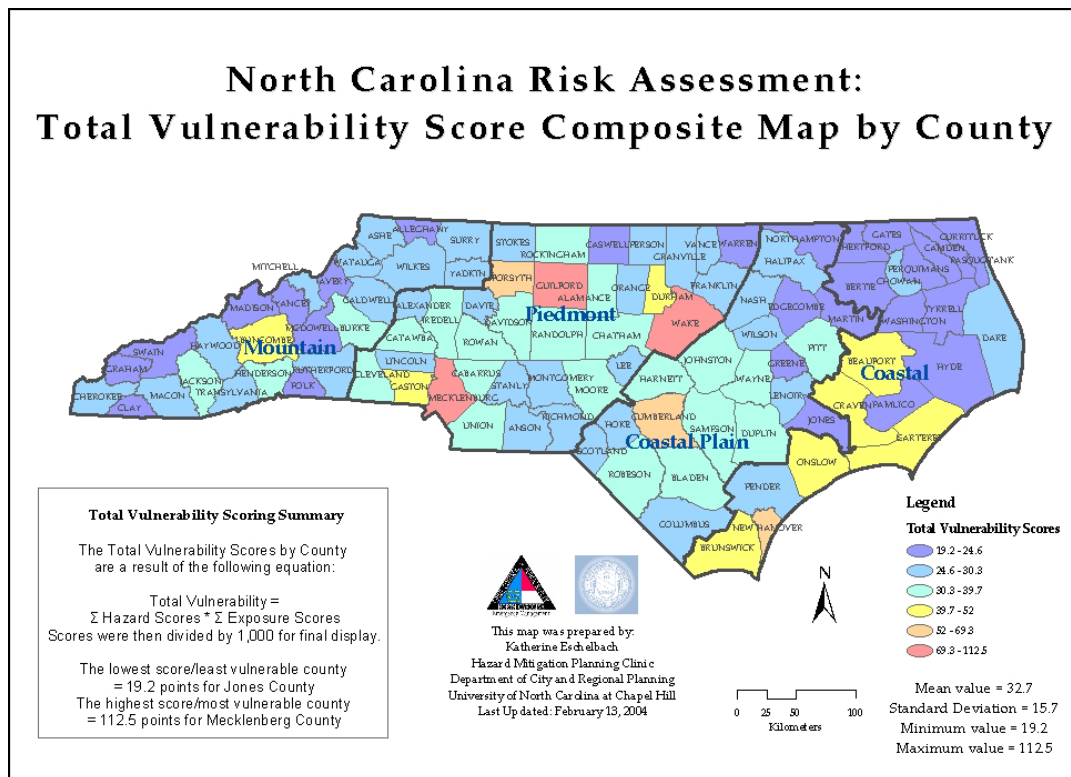 North Carolina Risk Assessment:
Total Vulnerability Score Composite Map by County
ALLEGHANY
ASHE
SURRY
STOKES
ROCKINGHAM
CASWELL
PERSON
VANCE
WARREN
GRANVILLE
NORTHAMPTON
GATES
HERTFORD
CURRITUCK
CAMDEN
PASQUOTANK
PERQUIMANS
CHOWAN
HALIFAX
BERTIE
MITCHELL
WATAUGA
WILKES
YADKIN
FORSYTH
GUILFORD
ALAMANCE
ORANGE
DURHAM
FRANKLIN
NASH
EDGECOMBE
MARTIN
WASHINGTON
TYRRELL
DARE
AVERY
CALDWELL
ALEXANDER
DAVIE
IREDELL
DAVIDSON
Piedmont
RANDOLPH
CHATHAM
WAKE
WILSON
PITT
BEAUFORT
HYDE
MADISON
YANCEY
MCDOWELL
BURKE
CATAWBA
ROWAN
JOHNSTON
GREENE
Coastal
SWAIN
HAYWOOD
BUNCOMBE
Mountain
RUTHERFORD
LINCOLN
CABARRUS
STANLY
MONTGOMERY
MOORE
LEE
HARNETT
WAYNE
LENOIR
CRAVEN
PAMLICO
GRAHAM
JACKSON
HENDERSON
TRANSYLVANIA
POLK
CLEVELAND
GASTON
MECKLENBURG
CHEROKEE
CLAY
MACON
UNION
ANSON
RICHMOND
HOKE
SCOTLAND
CUMBERLAND
Coastal Plain
SAMPSON
DUPLIN
JONES
CARTERET
ONSLOW
ROBESON
BLADEN
PENDER
COLUMBUS
NEW HANOVER
BRUNSWICK
Total Vulnerability Scoring Summary
The Total Vulnerability Scores by County
are a result of the following equation:
Total Vulnerability =
Σ Hazard Scores * Σ Exposure Scores
Scores were then divided by 1,000 for final display.
The lowest score/least vulnerable county
= 19.2 points for Jones County
The highest score/most vulnerable county
= 112.5 points for Mecklenberg County
Emergency Management
This map was prepared by:
Katherine Eschelbach
Hazard Mitigation Planning Clinic
Department of City and Regional Planning
University of North Carolina at Chapel Hill
Last Updated: February 13, 2004
N
0 25 50 100
Kilometers
Legend
Total Vulnerability Scores
19.2 - 24.6
24.6 - 30.3
30.3 - 39.7
39.7 - 52
52 - 69.3
69.3 - 112.5
Mean value = 32.7
Standard Deviation = 15.7
Minimum value = 19.2
Maximum value = 112.5